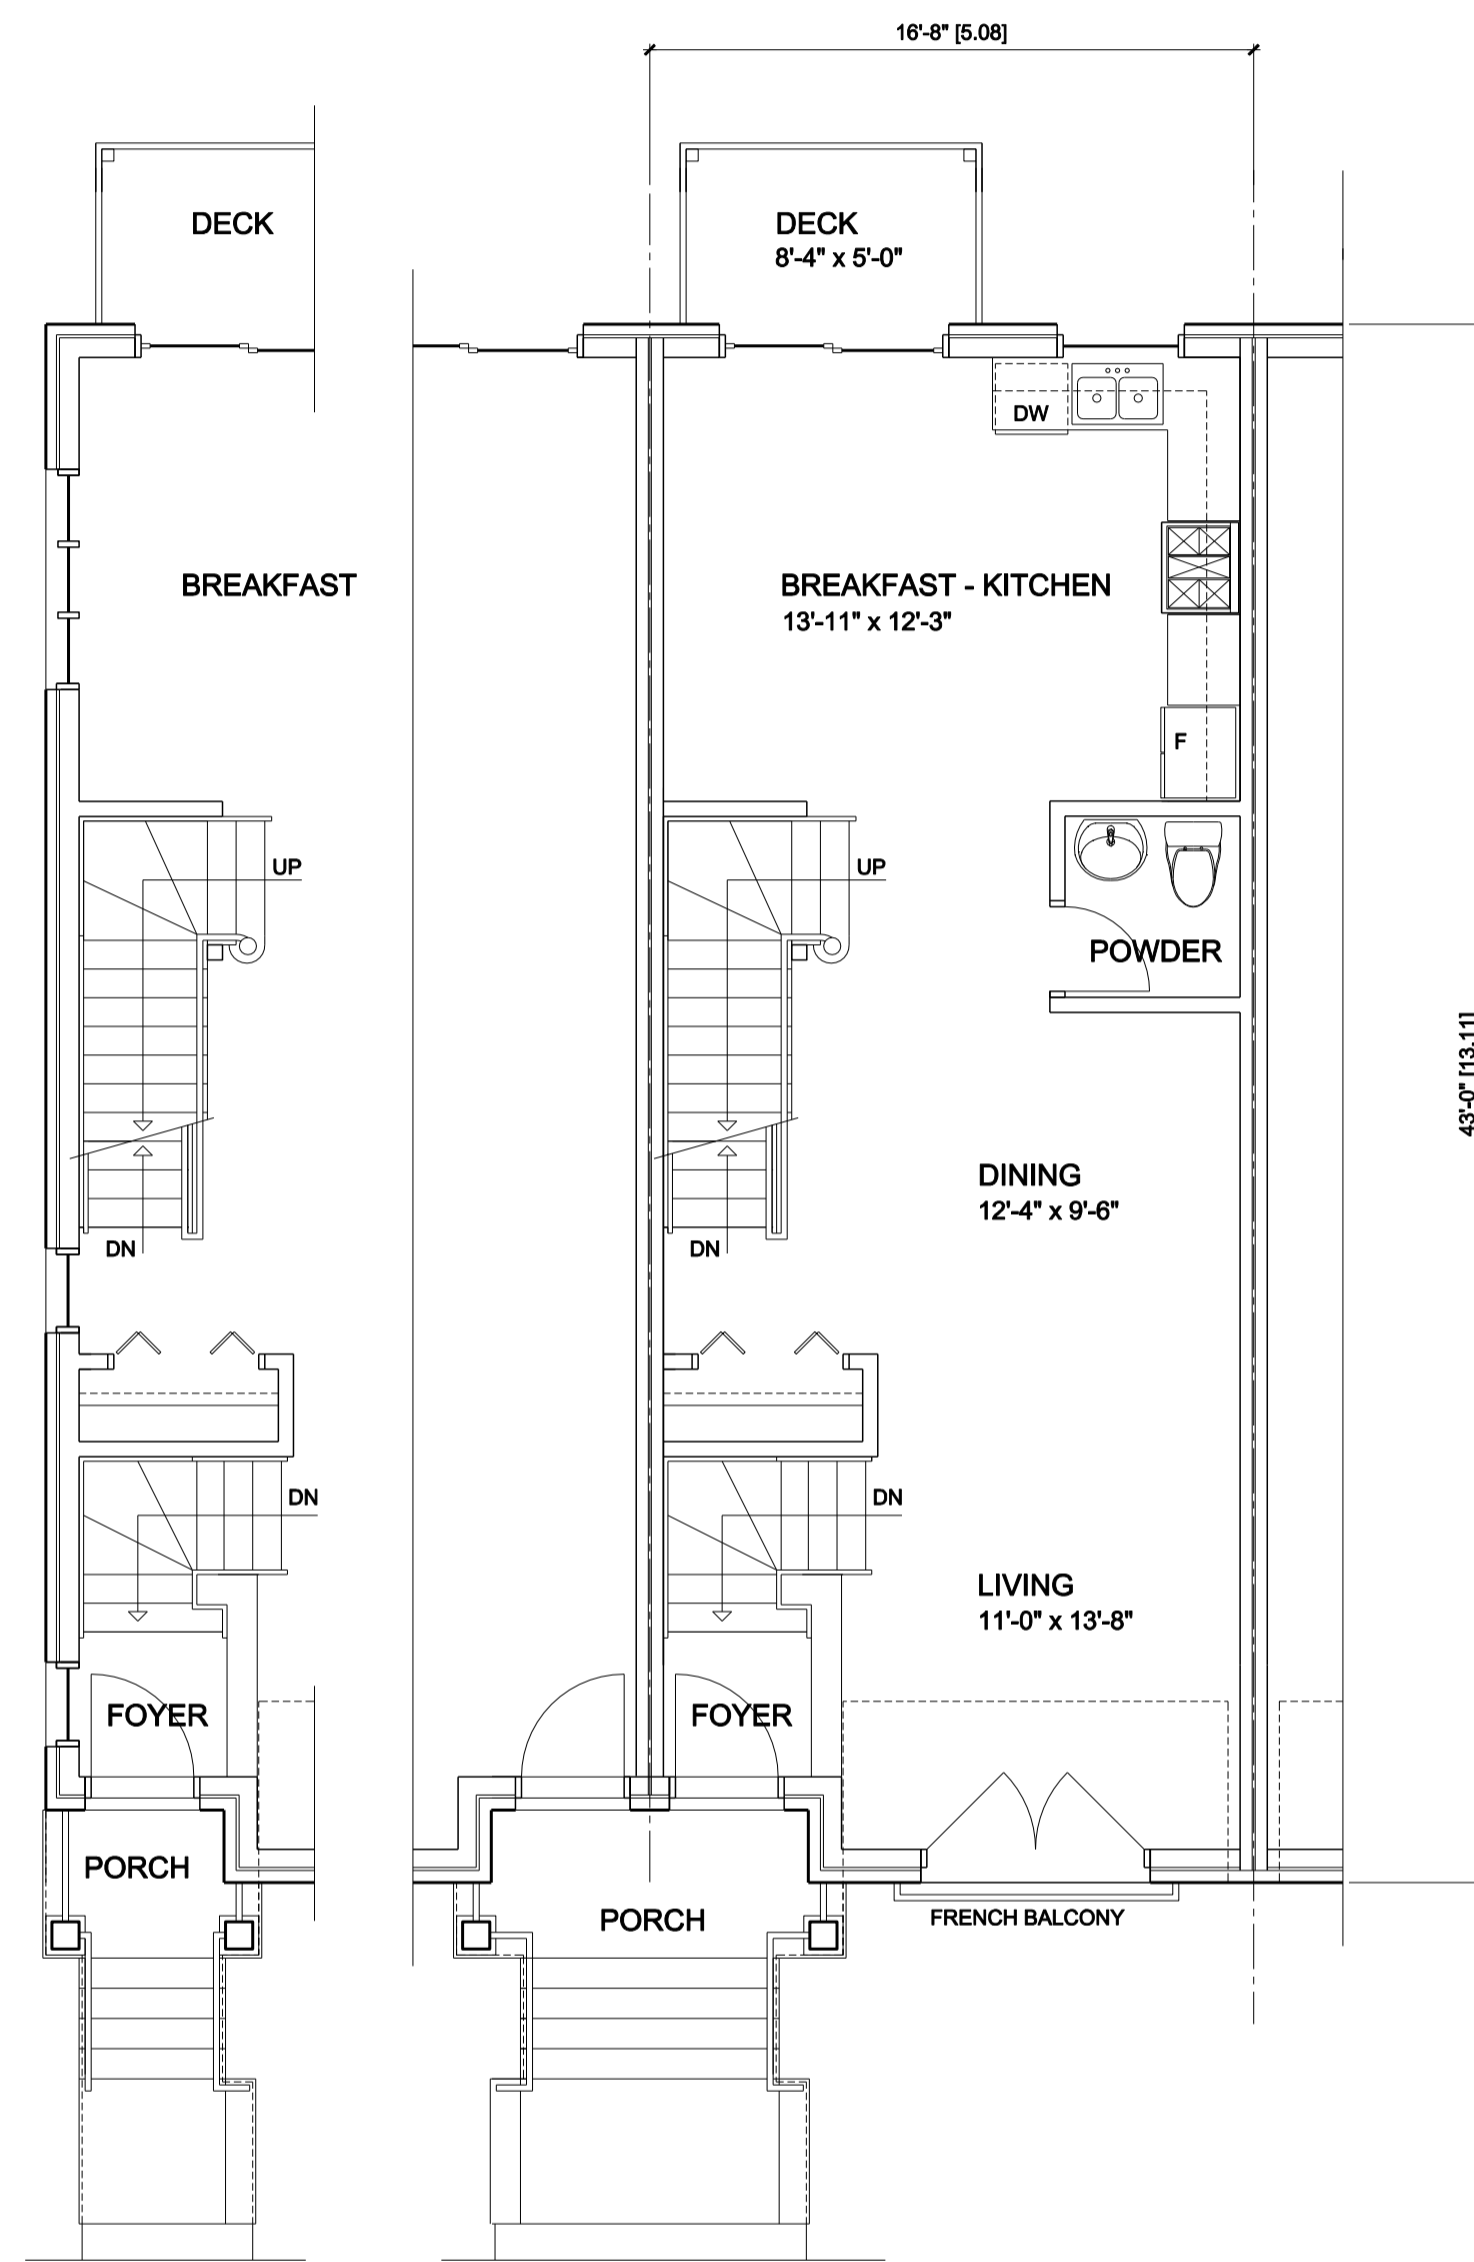 16'-8" [5.08]
DECK
DECK
8'-4" x 5'-0"
DW
BREAKFAST
BREAKFAST - KITCHEN
13'-11" x 12'-3"
F
UP
UP
POWDER
43'-0" [13.11]
DINING
12'-4" x 9'-6"
DN
DN
DN
DN
LIVING
11'-0" x 13'-8"
FOYER
FOYER
PORCH
PORCH
FRENCH BALCONY